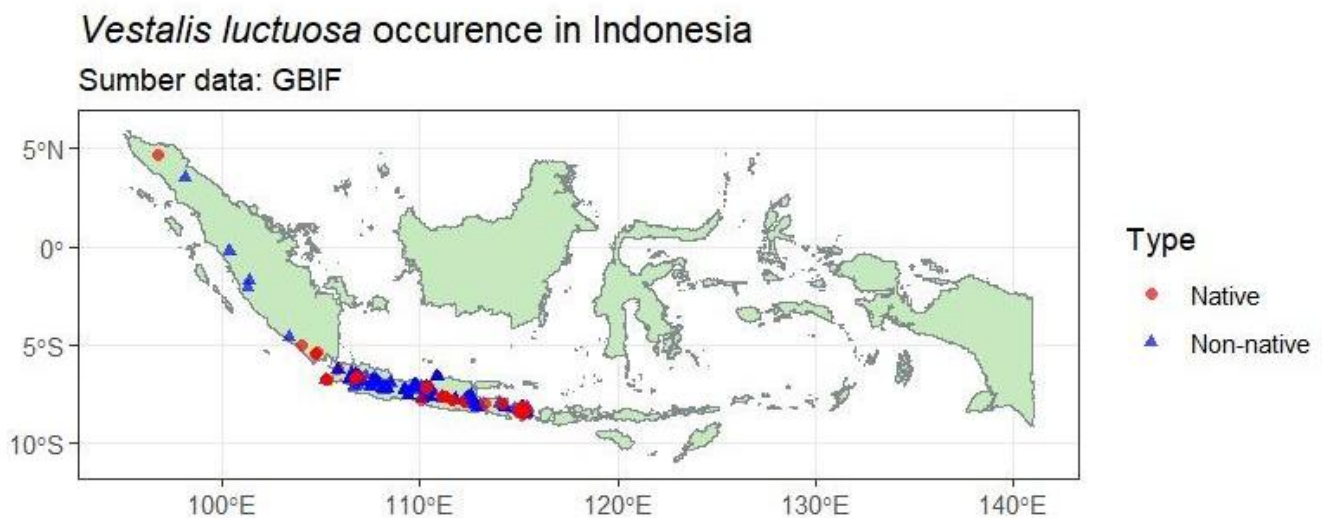 Vestalis luctuosa occurence in Indonesia
Sumber data: GBIF
5°N
0°
5°S
10°S
100°E 110°E 120°E 130°E 140°E
Type
Native
Non-native